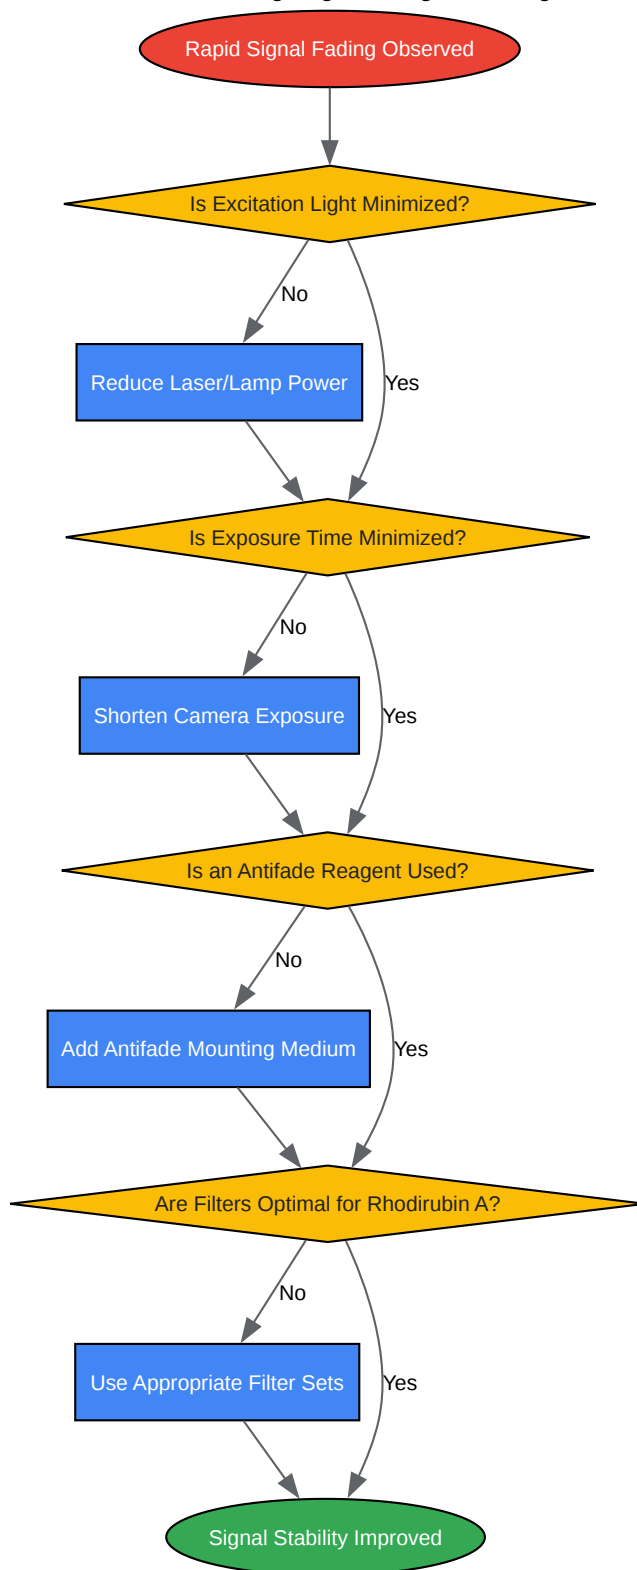 Rapid Signal Fading Observed
Is Excitation Light Minimized?
No
Reduce Laser/Lamp Power
Yes
Is Exposure Time Minimized?
No
Shorten Camera Exposure
Yes
Is an Antifade Reagent Used?
No
Add Antifade Mounting Medium
Yes
Are Filters Optimal for Rhodirubin A?
No
Use Appropriate Filter Sets
Yes
Signal Stability Improved